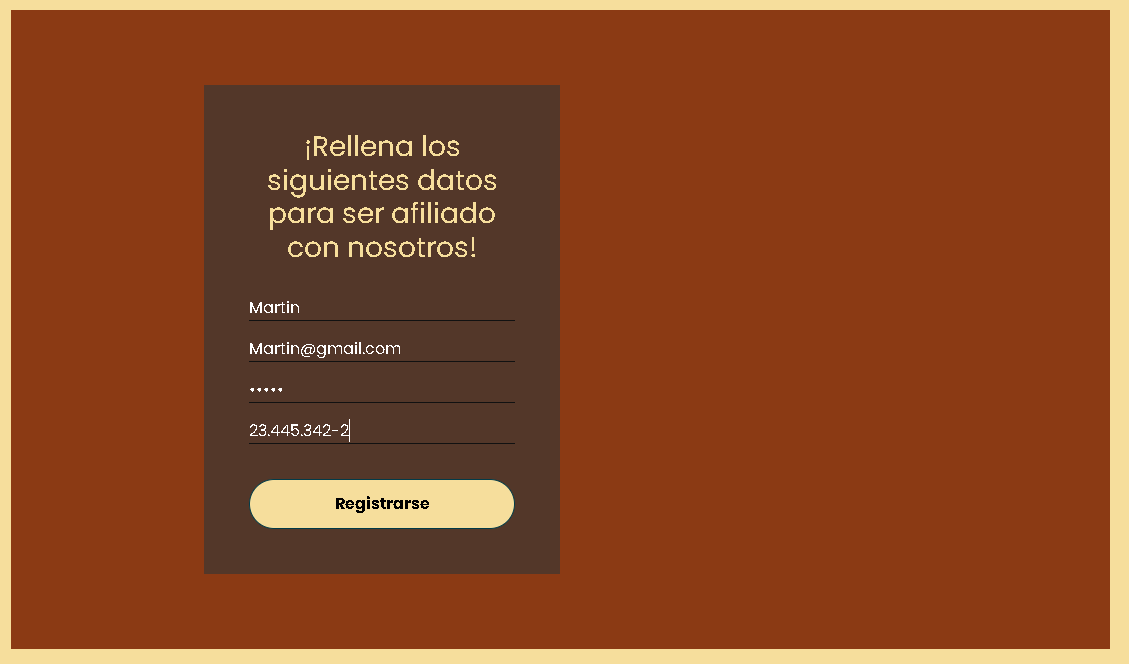 ¡Rellena los
siguientes datos
para ser afiliado
con nosotros!
Martin
Martin@gmail.com
•••••
23.445.342-2
Registrarse